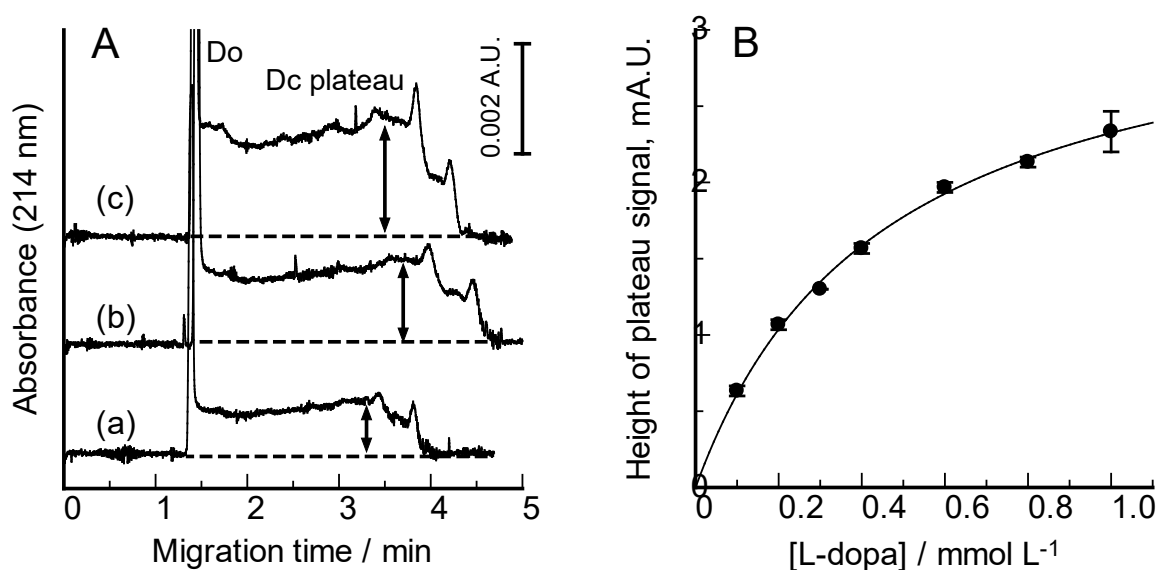 A
Do
Dc plateau
0.002 A.U.
Absorbance (214 nm)
(c)
(b)
(a)
0 1 2 3 4 5
Migration time / min
B
Height of plateau signal, mA.U.
3
2
1
0
0 0.2 0.4 0.6 0.8 1.0
[L-dopa] / mmol L-1